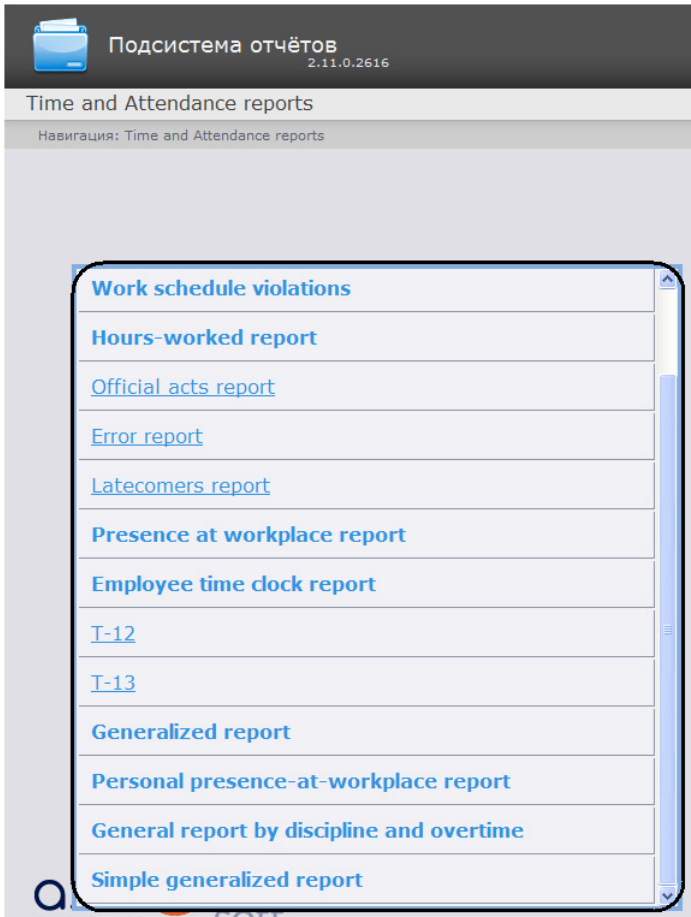 Подсистема отчётов
2.11.0.2616
Time and Attendance reports
Навигация: Time and Attendance reports
Work schedule violations
Hours-worked report
Official acts report
Error report
Latecomers report
Presence at workplace report
Employee time clock report
T-12
T-13
Generalized report
Personal presence-at-workplace report
General report by discipline and overtime
Simple generalized report